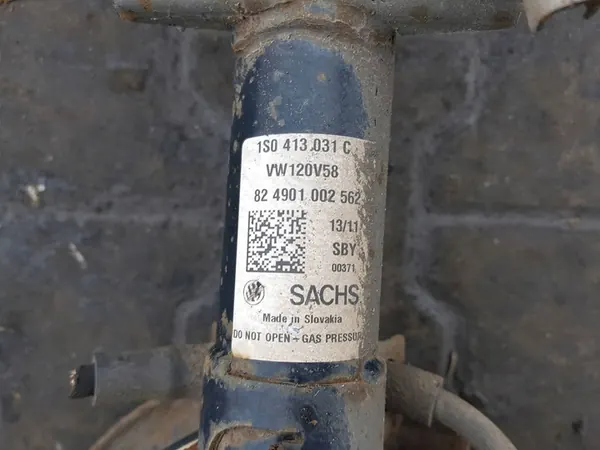 1S0 413 031 C
VW120V58
82 4901 002 562
13/11
SBY
00371
SACHS
Made in Slovakia
DO NOT OPEN - GAS PRESSUR